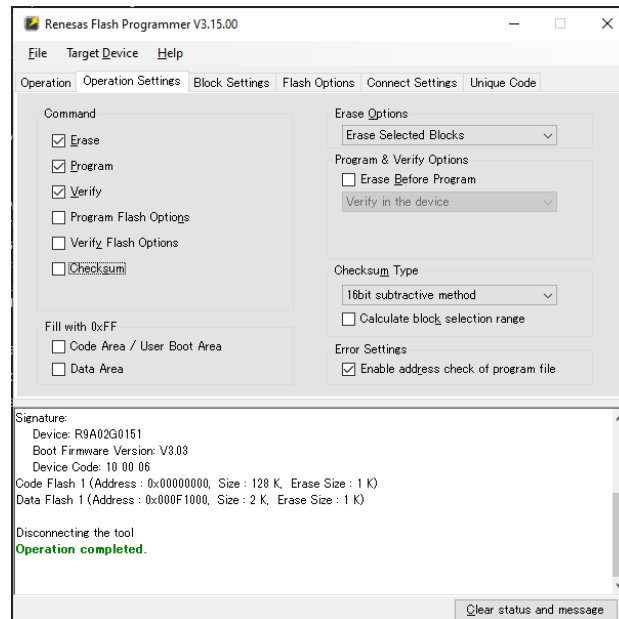 Renesas Flash Programmer V3.15.00
File Target Device Help
Operation Operation Settings Block Settings Flash Options Connect Settings Unique Code
Command
Erase
Program
Verify
Program Flash Options
Verify Flash Options
Checksum
Fill with 0xFF
Code Area / User Boot Area
Data Area
Erase Options
Erase Selected Blocks
Program & Verify Options
Erase Before Program
Verify in the device
Checksum Type
16bit subtractive method
Calculate block selection range
Error Settings
Enable address check of program file
Signature:
Device: R9A02G0151
Boot Firmware Version: V3.03
Device Code: 10 00 06
Code Flash 1 (Address : 0x00000000, Size : 128 K, Erase Size : 1 K)
Data Flash 1 (Address : 0x000F1000, Size : 2 K, Erase Size : 1 K)
Disconnecting the tool
Operation completed.
Clear status and message